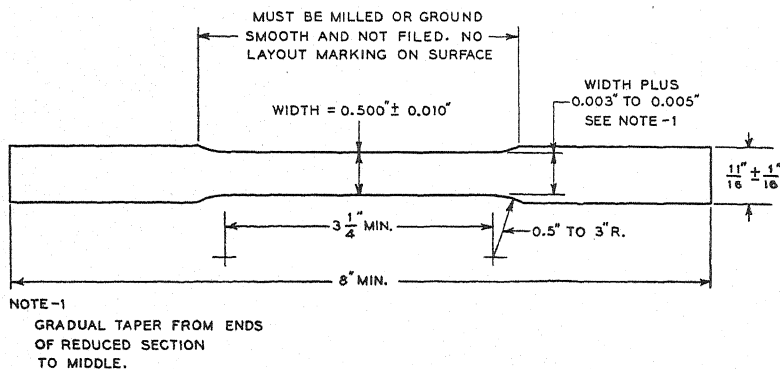 MUST BE MILLED OR GROUND
SMOOTH AND NOT FILED. NO
LAYOUT MARKING ON SURFACE
WIDTH PLUS
0.003" TO 0.005"
SEE NOTE-1
WIDTH = 0.500" ± 0.010"
11/16" ± 1/16"
3 1/4" MIN.
0.5" TO 3" R.
8" MIN.
NOTE-1
GRADUAL TAPER FROM ENDS
OF REDUCED SECTION
TO MIDDLE.